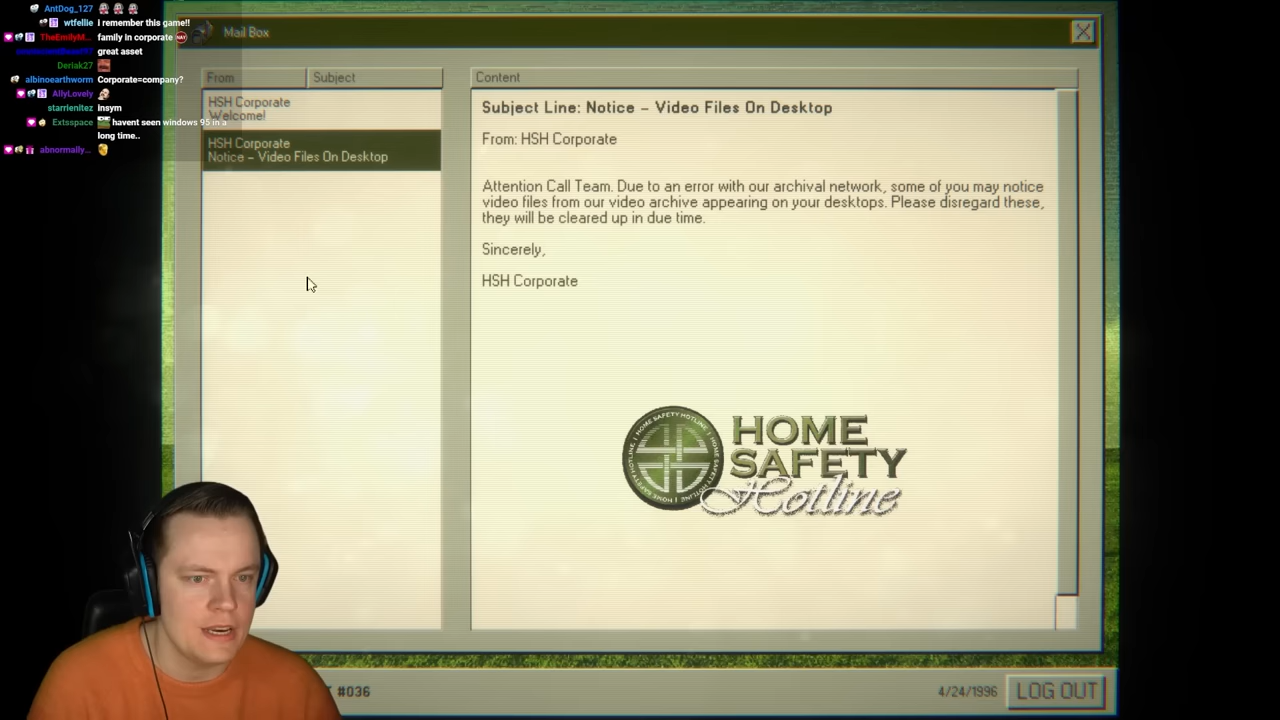 AntDog_127
wtfellie I remember this game!!
TheEmilyM... family in corporate
great asset
Deriak27
albinoearthworm Corporate=company?
AllyLovely
starrienitez insym
Extsspace havent seen windows 95 in a
long time..
abnormally...
Mail Box
From Subject
HSH Corporate
Welcome!
HSH Corporate
Notice – Video Files On Desktop
Content
Subject Line: Notice – Video Files On Desktop
From: HSH Corporate
Attention Call Team. Due to an error with our archival network, some of you may notice
video files from our video archive appearing on your desktops. Please disregard these,
they will be cleared up in due time.
Sincerely,
HSH Corporate
HOME SAFETY HOTLINE
HOME
SAFETY
Hotline
#036
4/24/1996
LOG OUT